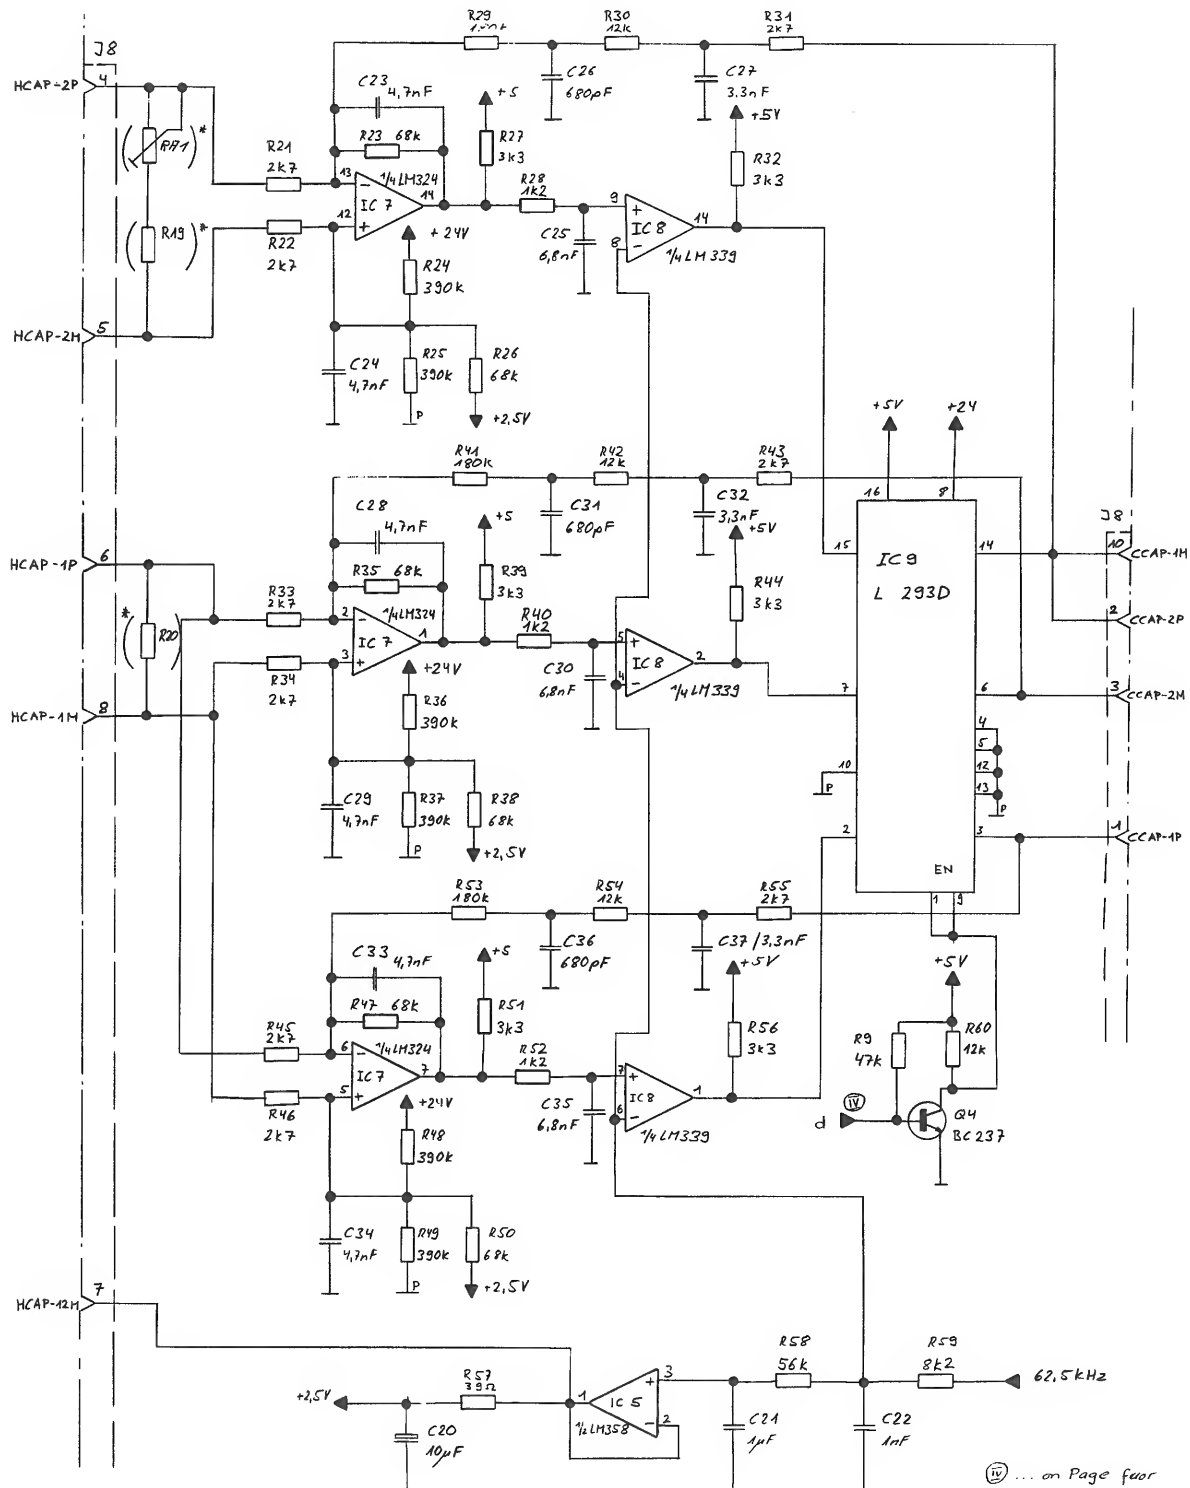 R29
R30
12k
R31
2k7
J8
HCAP-2P
4
C23
4,7nF
+5
C26
680pF
C27
3.3nF
+5V
( R71 )*
R23 68k
R27
3k3
R32
3k3
R21
2k7
13
1/4 LM324
IC 7
14
R28
1k2
9
IC 8
14
12
( R19 )*
R22
2k7
+24V
C25
6,8nF
8
1/4 LM 339
R24
390k
HCAP-2M
5
C24
4,7nF
R25
390k
R26
68k
P
+2,5V
+5V
+24
R41
180k
R42
12k
R43
2k7
16
8
C28
4,7nF
+5
C31
680pF
C32
3,3nF
+5V
J8
10
CCAP-1M
HCAP-1P
6
15
IC 9
L 293D
14
R35 68k
R39
3k3
R44
3k3
R33
2k7
2
1/4 LM324
IC 7
1
R40
1k2
5
IC 8
2
2
CCAP-2P
*
( R20 )
3
R34
2k7
+24V
C30
6,8nF
4
1/4 LM 339
7
6
3
CCAP-2M
HCAP-1M
8
R36
390k
4
5
10
12
P
13
P
C29
4,7nF
R37
390k
R38
68k
2
3
1
CCAP-1P
P
+2,5V
EN
1
9
R53
180k
R54
12k
R55
2k7
C33
4,7nF
+5
C36
680pF
C37 / 3,3nF
+5V
+5V
R47 68k
R51
3k3
R56
3k3
R9
47k
R60
12k
R45
2k7
6
1/4 LM324
IC 7
7
R52
1k2
7
IC 8
1
5
R46
2k7
+24V
C35
6,8nF
6
1/4 LM 339
d
IV
Q4
BC 237
R48
390k
C34
4,7nF
R49
390k
R50
68k
P
+2,5V
HCAP-12M
7
R58
56k
R59
8k2
+2,5V
R57
39Ω
1
IC 5
3
2
1/2 LM358
62,5kHz
C20
10µF
C21
1µF
C22
1nF
IV ... on Page fuor